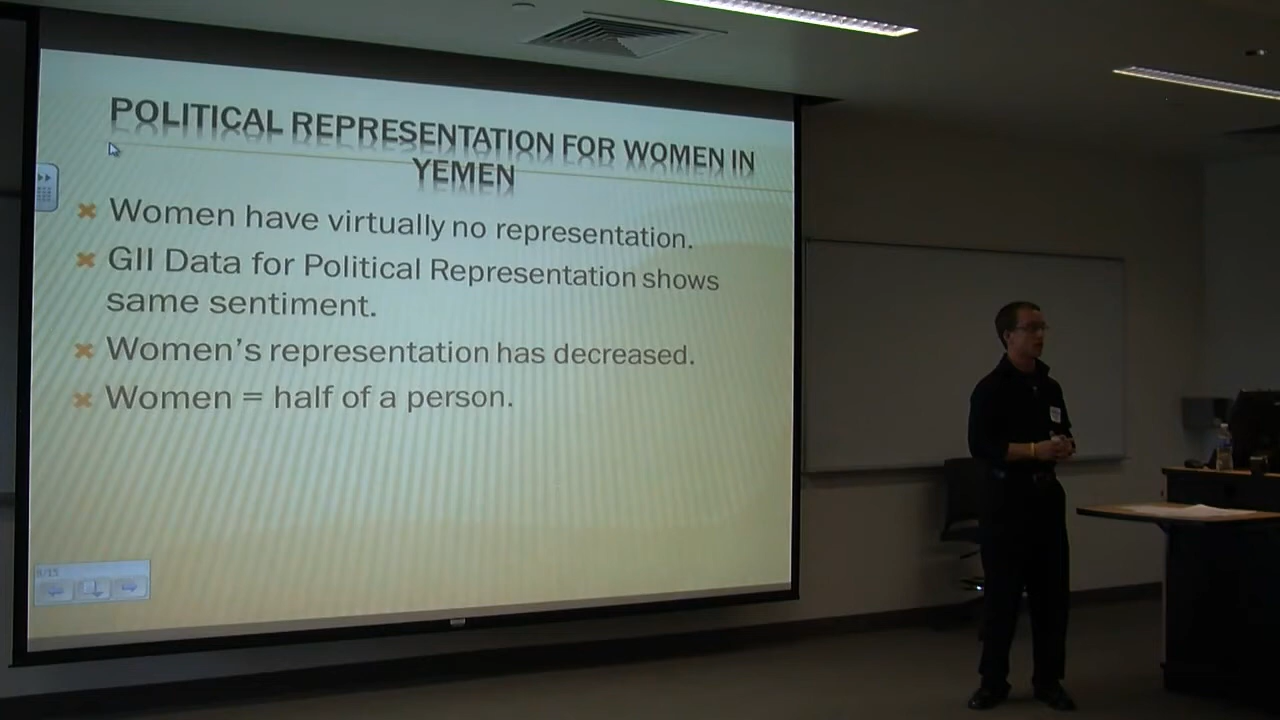 POLITICAL REPRESENTATION FOR WOMEN IN
YEMEN
Women have virtually no representation.
GII Data for Political Representation shows
same sentiment.
Women's representation has decreased.
Women = half of a person.